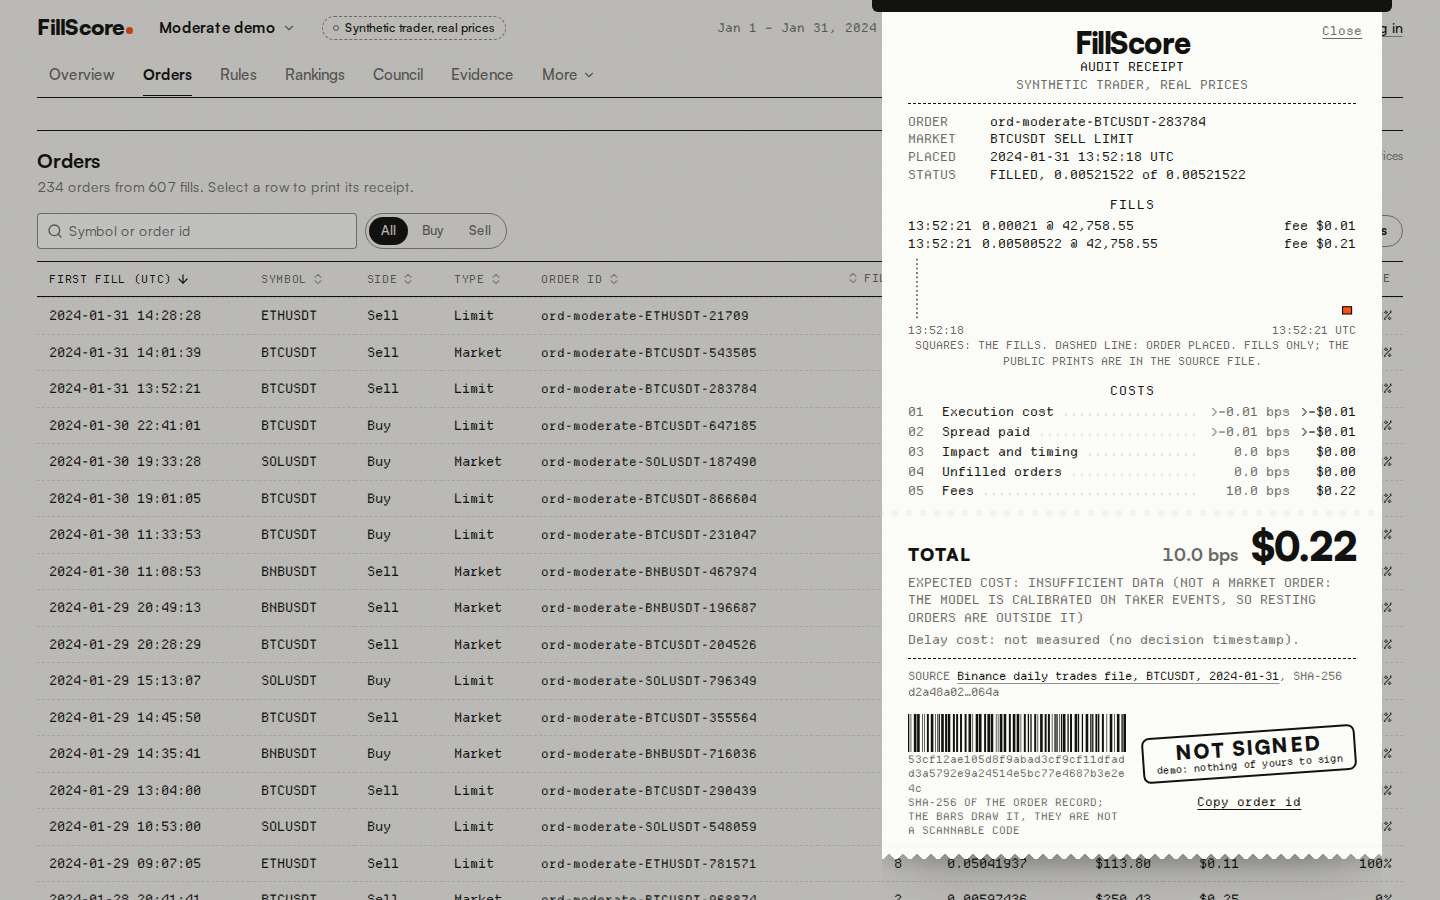 FillScore.
Moderate demo
Synthetic trader, real prices
Jan 1 – Jan 31, 2024
g in
Overview
Orders
Rules
Rankings
Council
Evidence
More
Orders
234 orders from 607 fills. Select a row to print its receipt.
ices
Symbol or order id
All
Buy
Sell
s
FIRST FILL (UTC)
SYMBOL
SIDE
TYPE
ORDER ID
FIL
E
2024-01-31 14:28:28 ETHUSDT Sell Limit ord-moderate-ETHUSDT-21709 %
2024-01-31 14:01:39 BTCUSDT Sell Market ord-moderate-BTCUSDT-543505 %
2024-01-31 13:52:21 BTCUSDT Sell Limit ord-moderate-BTCUSDT-283784 %
2024-01-30 22:41:01 BTCUSDT Buy Limit ord-moderate-BTCUSDT-647185 %
2024-01-30 19:33:28 SOLUSDT Buy Market ord-moderate-SOLUSDT-187490 %
2024-01-30 19:01:05 BTCUSDT Buy Limit ord-moderate-BTCUSDT-866604 %
2024-01-30 11:33:53 BTCUSDT Buy Limit ord-moderate-BTCUSDT-231047 %
2024-01-30 11:08:53 BNBUSDT Sell Market ord-moderate-BNBUSDT-467974 %
2024-01-29 20:49:13 BNBUSDT Sell Market ord-moderate-BNBUSDT-196687 %
2024-01-29 20:28:29 BTCUSDT Sell Market ord-moderate-BTCUSDT-204526 %
2024-01-29 15:13:07 SOLUSDT Buy Limit ord-moderate-SOLUSDT-796349 %
2024-01-29 14:45:50 BTCUSDT Sell Market ord-moderate-BTCUSDT-355564 %
2024-01-29 14:35:41 BNBUSDT Buy Market ord-moderate-BNBUSDT-716036 %
2024-01-29 13:04:00 BTCUSDT Sell Limit ord-moderate-BTCUSDT-290439 %
2024-01-29 10:53:00 SOLUSDT Buy Limit ord-moderate-SOLUSDT-548059 %
2024-01-29 09:07:05 ETHUSDT Sell Limit ord-moderate-ETHUSDT-781571 8 0.05041937 $113.80 $0.11 100%
2024-01-28 20:41:41 BTCUSDT Sell Market ord-moderate-BTCUSDT-968874 2 0.00597436 $250.43 $0.25 0%
Close
FillScore
AUDIT RECEIPT
SYNTHETIC TRADER, REAL PRICES
ORDER ord-moderate-BTCUSDT-283784
MARKET BTCUSDT SELL LIMIT
PLACED 2024-01-31 13:52:18 UTC
STATUS FILLED, 0.00521522 of 0.00521522
FILLS
13:52:21 0.00021 @ 42,758.55 fee $0.01
13:52:21 0.00500522 @ 42,758.55 fee $0.21
13:52:18 13:52:21 UTC
SQUARES: THE FILLS. DASHED LINE: ORDER PLACED. FILLS ONLY; THE
PUBLIC PRINTS ARE IN THE SOURCE FILE.
COSTS
01 Execution cost >-0.01 bps >-$0.01
02 Spread paid >-0.01 bps >-$0.01
03 Impact and timing 0.0 bps $0.00
04 Unfilled orders 0.0 bps $0.00
05 Fees 10.0 bps $0.22
TOTAL 10.0 bps $0.22
EXPECTED COST: INSUFFICIENT DATA (NOT A MARKET ORDER:
THE MODEL IS CALIBRATED ON TAKER EVENTS, SO RESTING
ORDERS ARE OUTSIDE IT)
Delay cost: not measured (no decision timestamp).
SOURCE Binance daily trades file, BTCUSDT, 2024-01-31, SHA-256
d2a48a02…064a
53cf12ae105d8f9abad3cf9cf11dfad
d3a5792e9a24514e5bc77e4687b3e2e
4c
SHA-256 OF THE ORDER RECORD;
THE BARS DRAW IT, THEY ARE NOT
A SCANNABLE CODE
NOT SIGNED
demo: nothing of yours to sign
Copy order id